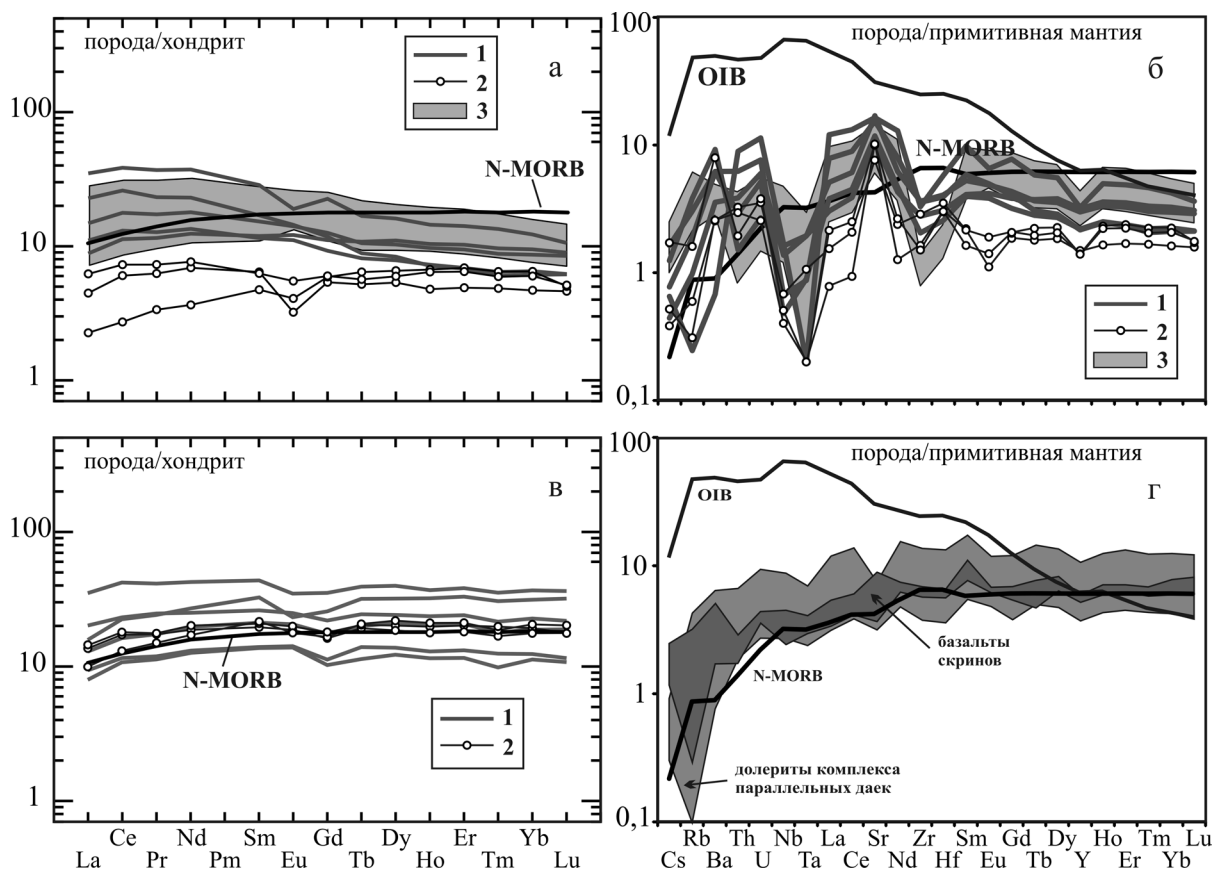 порода/хондрит
а
1
2
3
N-MORB
100
10
1
порода/примитивная мантия
б
OIB
N-MORB
1
2
3
100
10
1
0,1
порода/хондрит
в
N-MORB
1
2
100
10
1
La Ce Pr Nd Pm Sm Eu Gd Tb Dy Ho Er Tm Yb Lu
порода/примитивная мантия
г
OIB
N-MORB
базальты
скринов
долериты комплекса
параллельных даек
100
10
1
0,1
Cs Rb Ba Th U Nb Ta La Ce Sr Nd Zr Hf Sm Eu Gd Tb Dy Y Ho Er Tm Yb Lu